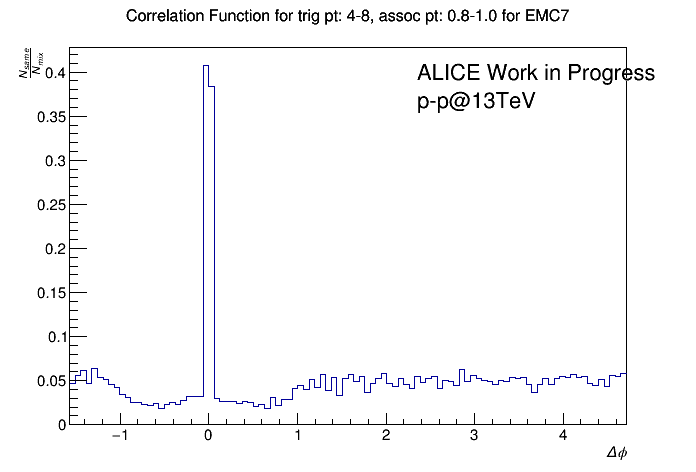 Correlation Function for trig pt: 4-8, assoc pt: 0.8-1.0 for EMC7
N_same
N_mix
ALICE Work in Progress
p-p@13TeV
0.4
0.35
0.3
0.25
0.2
0.15
0.1
0.05
0
−1 0 1 2 3 4
Δϕ